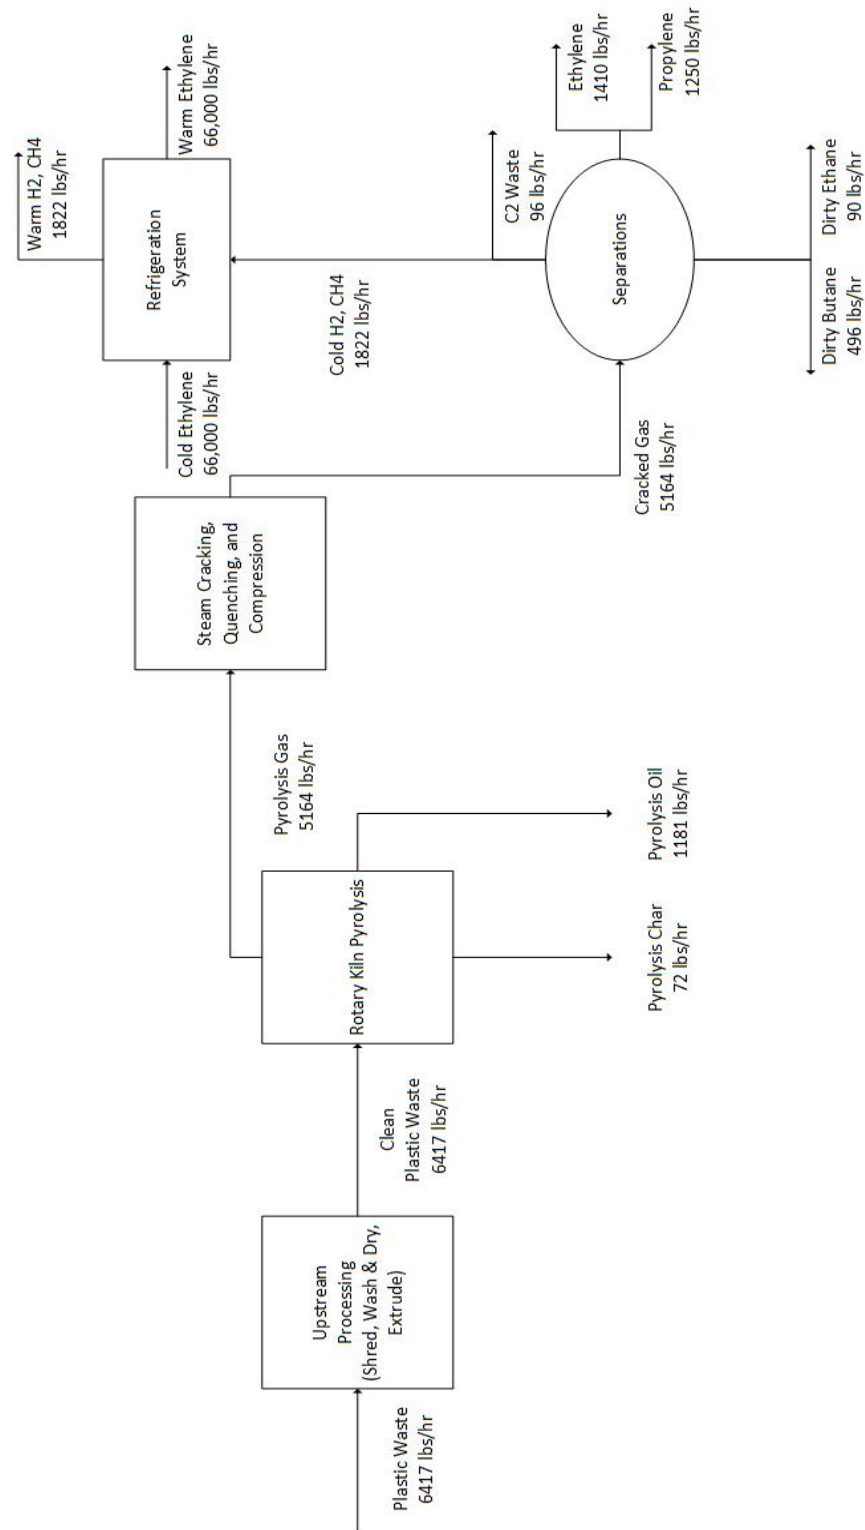 Plastic Waste
6417 lbs/hr
Upstream
Processing
(Shred, Wash & Dry,
Extrude)
Clean
Plastic Waste
6417 lbs/hr
Rotary Kiln Pyrolysis
Pyrolysis Char
72 lbs/hr
Pyrolysis Oil
1181 lbs/hr
Pyrolysis Gas
5164 lbs/hr
Steam Cracking,
Quenching, and
Compression
Cracked Gas
5164 lbs/hr
Cold Ethylene
66,000 lbs/hr
Refrigeration
System
Warm H2, CH4
1822 lbs/hr
Warm Ethylene
66,000 lbs/hr
Cold H2, CH4
1822 lbs/hr
Separations
C2 Waste
96 lbs/hr
Ethylene
1410 lbs/hr
Propylene
1250 lbs/hr
Dirty Butane
496 lbs/hr
Dirty Ethane
90 lbs/hr